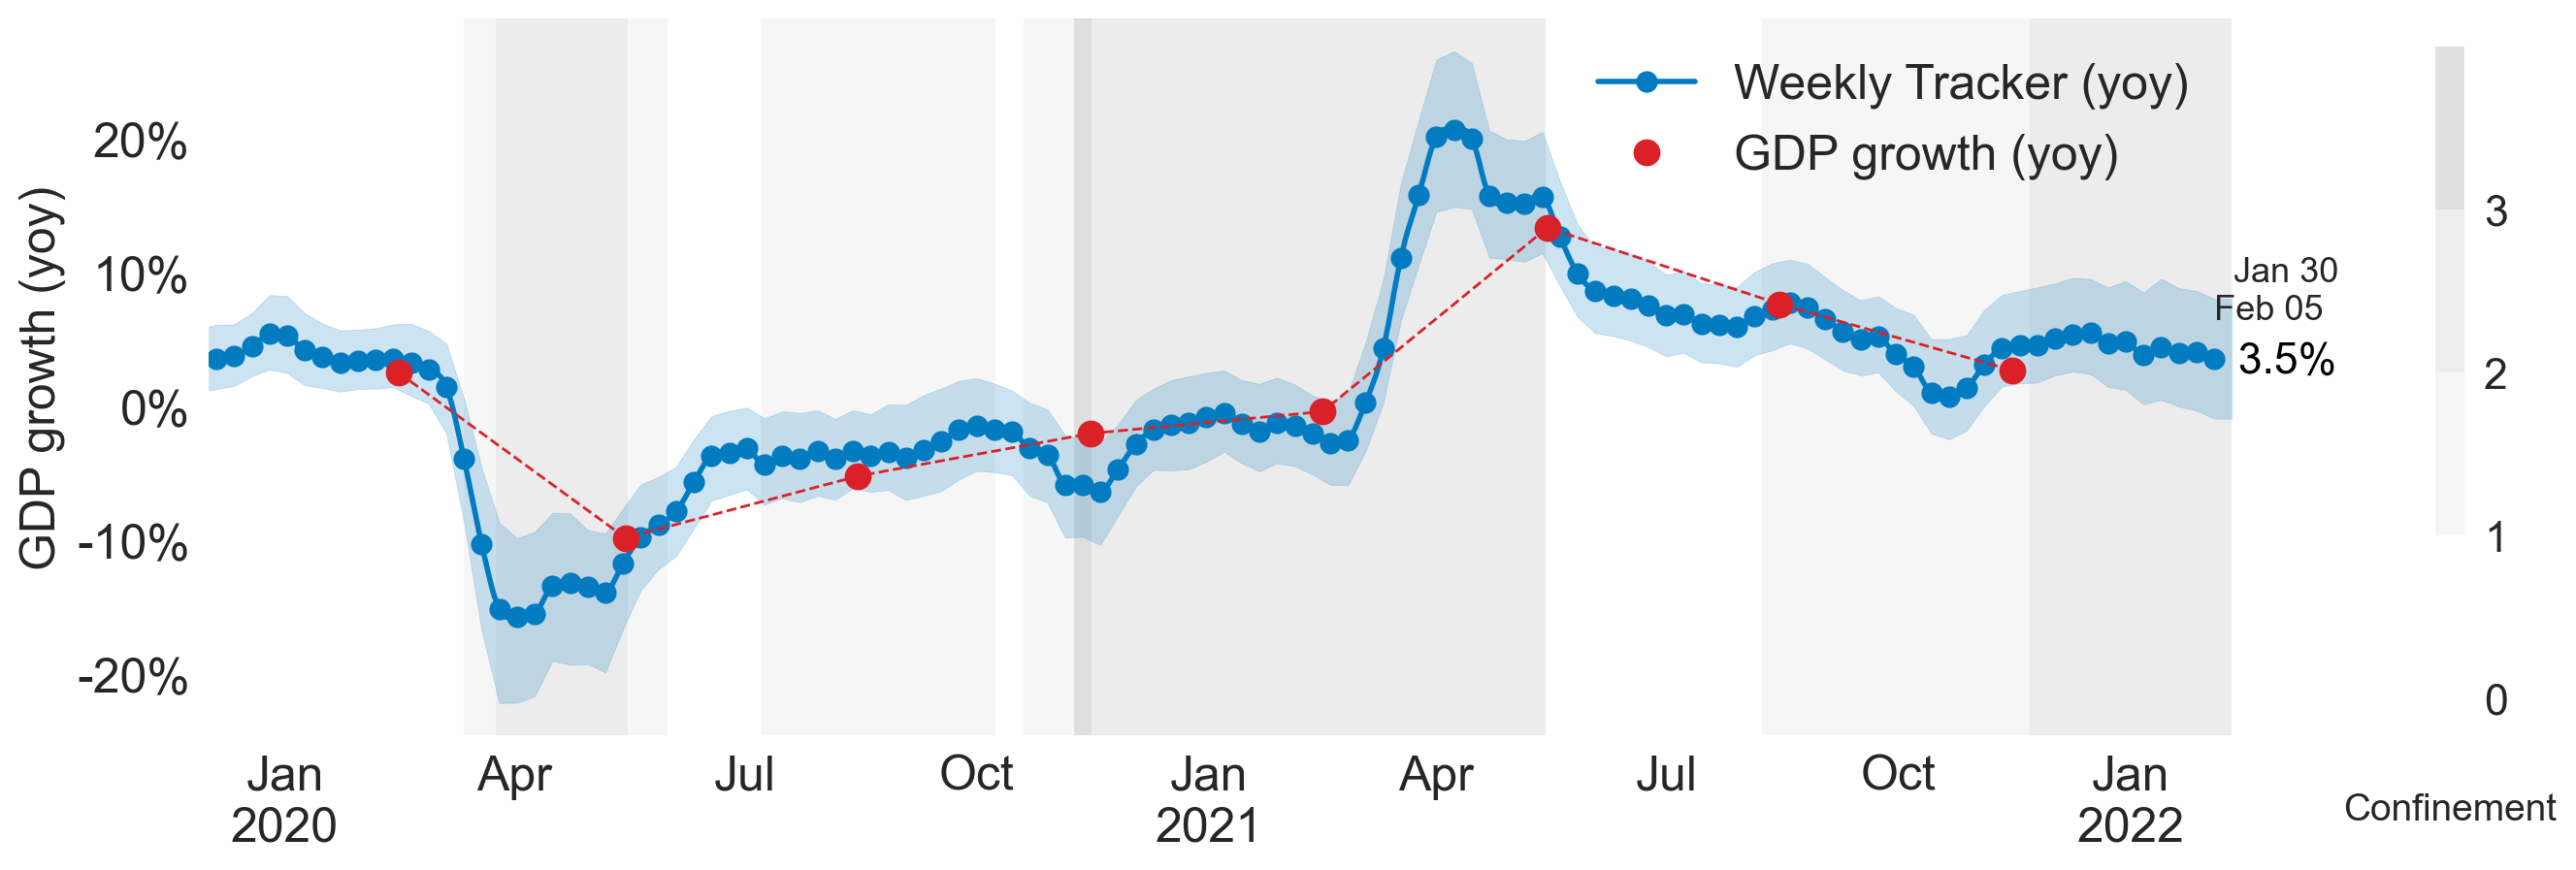 Weekly Tracker (yoy)
GDP growth (yoy)
GDP growth (yoy)
20%
10%
0%
-10%
-20%
Jan 30
Feb 05
3.5%
3
2
1
0
Confinement
Jan Apr Jul Oct Jan Apr Jul Oct Jan
2020 2021 2022